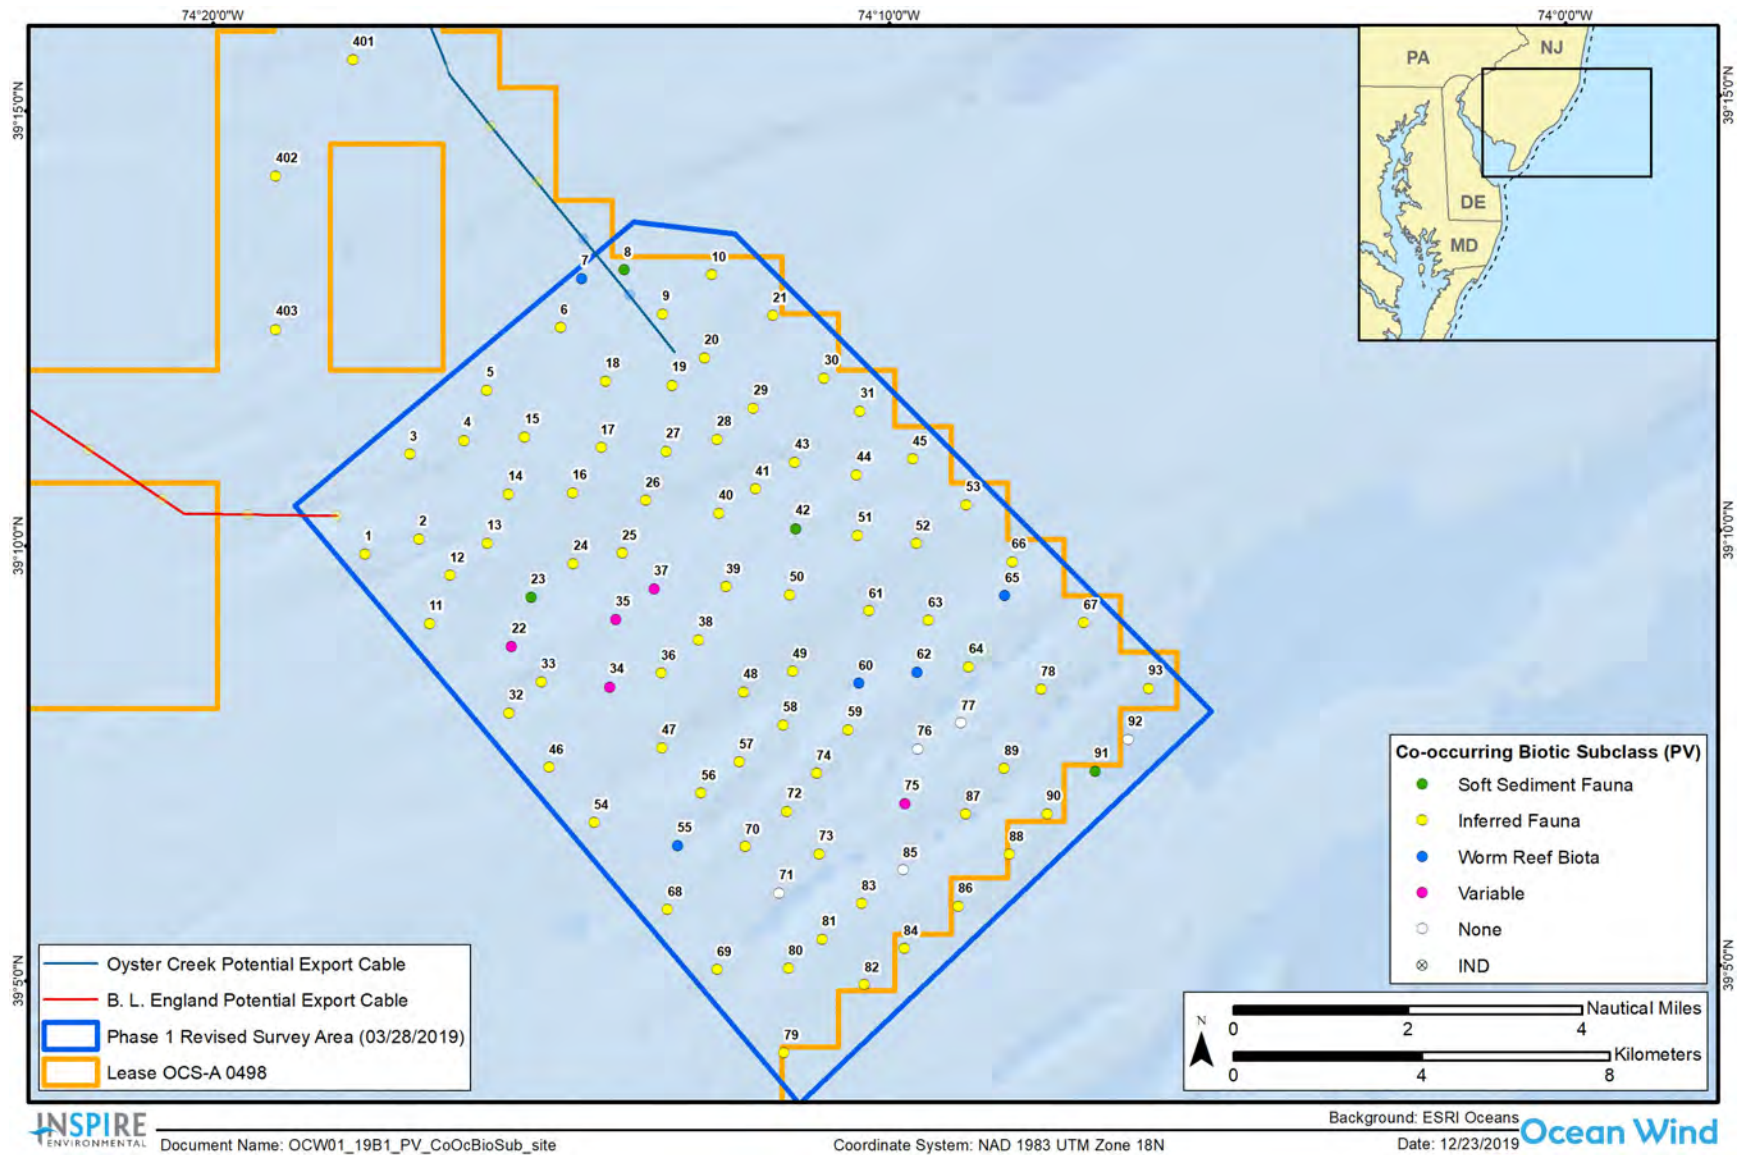 74°20'0"W
74°10'0"W
74°0'0"W
39°15'0"N
39°10'0"N
39°5'0"N
39°15'0"N
39°10'0"N
39°5'0"N
PA
NJ
DE
MD
401
402
403
7
8
10
6
9
21
20
5
18
19
30
29
31
3
4
15
17
27
28
43
44
45
14
16
26
41
40
53
42
51
52
1
2
13
12
24
25
66
23
37
39
50
65
11
35
61
63
67
22
38
33
34
36
49
60
62
64
78
93
32
48
77
92
58
59
76
47
57
74
89
91
46
56
75
72
87
90
54
55
70
73
88
85
71
83
86
68
81
84
69
80
82
79
Co-occurring Biotic Subclass (PV)
Soft Sediment Fauna
Inferred Fauna
Worm Reef Biota
Variable
None
IND
Oyster Creek Potential Export Cable
B. L. England Potential Export Cable
Phase 1 Revised Survey Area (03/28/2019)
Lease OCS-A 0498
N
Nautical Miles
0 2 4
Kilometers
0 4 8
INSPIRE
ENVIRONMENTAL
Document Name: OCW01_19B1_PV_CoOcBioSub_site
Coordinate System: NAD 1983 UTM Zone 18N
Background: ESRI Oceans
Date: 12/23/2019
Ocean Wind